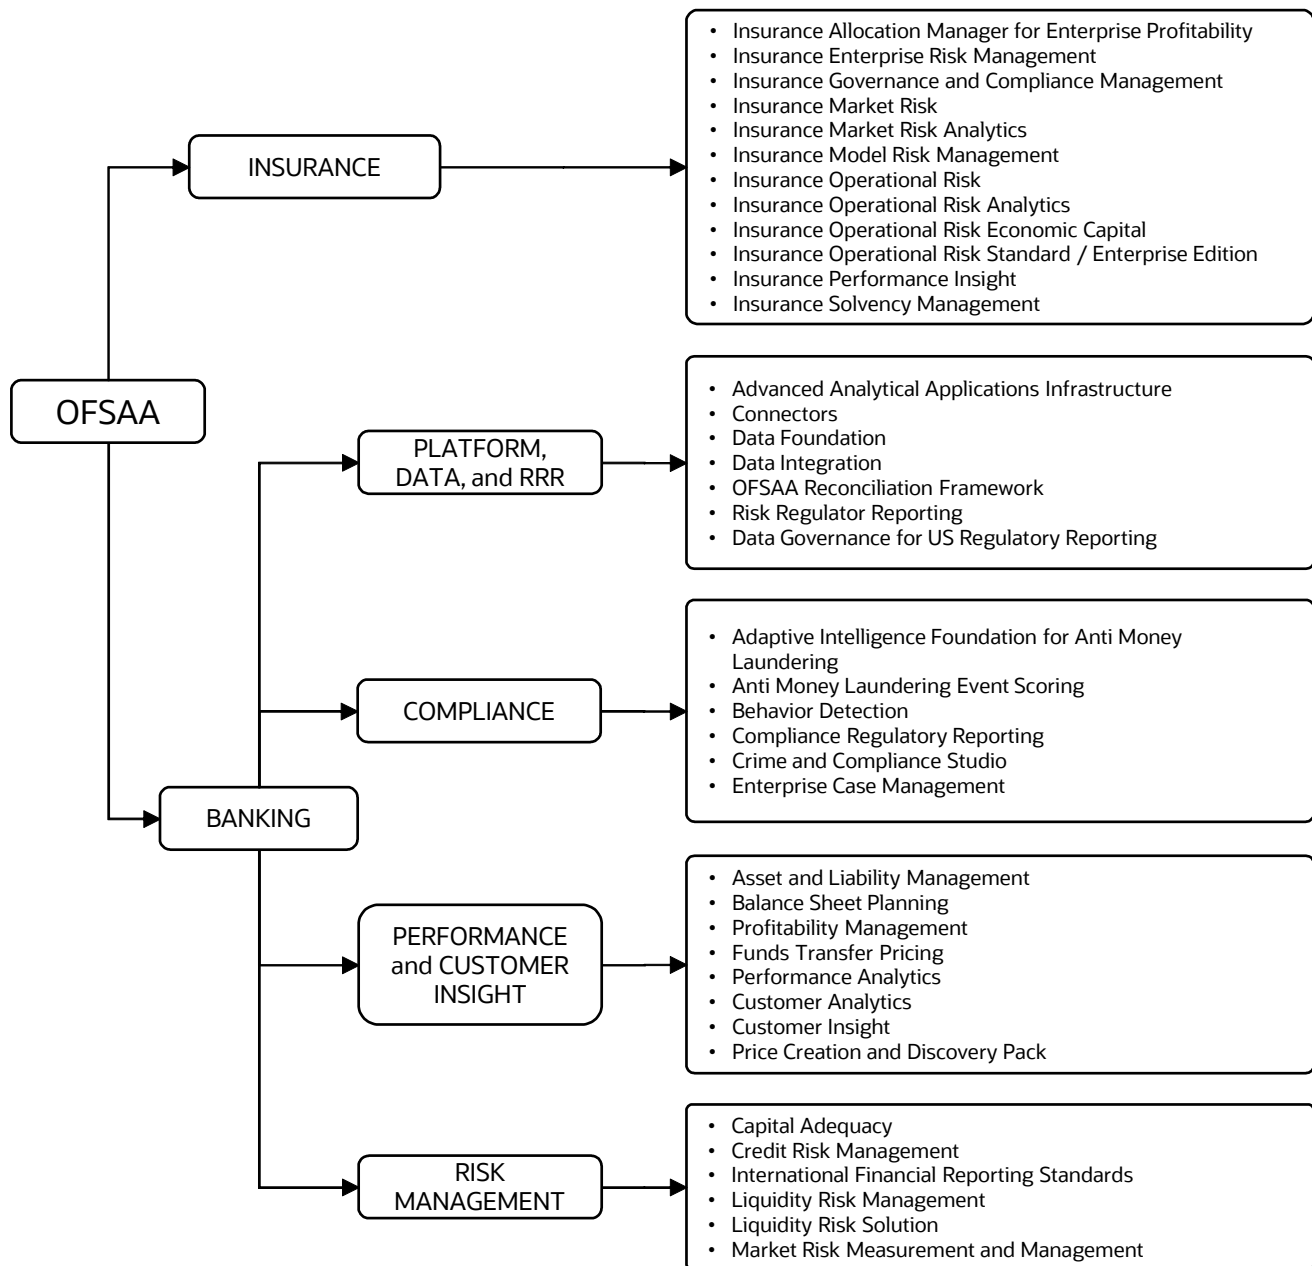 • Insurance Allocation Manager for Enterprise Profitability
• Insurance Enterprise Risk Management
• Insurance Governance and Compliance Management
• Insurance Market Risk
• Insurance Market Risk Analytics
• Insurance Model Risk Management
• Insurance Operational Risk
• Insurance Operational Risk Analytics
• Insurance Operational Risk Economic Capital
• Insurance Operational Risk Standard / Enterprise Edition
• Insurance Performance Insight
• Insurance Solvency Management
INSURANCE
OFSAA
PLATFORM,
DATA, and RRR
• Advanced Analytical Applications Infrastructure
• Connectors
• Data Foundation
• Data Integration
• OFSAA Reconciliation Framework
• Risk Regulator Reporting
• Data Governance for US Regulatory Reporting
COMPLIANCE
• Adaptive Intelligence Foundation for Anti Money
Laundering
• Anti Money Laundering Event Scoring
• Behavior Detection
• Compliance Regulatory Reporting
• Crime and Compliance Studio
• Enterprise Case Management
BANKING
PERFORMANCE
and CUSTOMER
INSIGHT
• Asset and Liability Management
• Balance Sheet Planning
• Profitability Management
• Funds Transfer Pricing
• Performance Analytics
• Customer Analytics
• Customer Insight
• Price Creation and Discovery Pack
RISK
MANAGEMENT
• Capital Adequacy
• Credit Risk Management
• International Financial Reporting Standards
• Liquidity Risk Management
• Liquidity Risk Solution
• Market Risk Measurement and Management